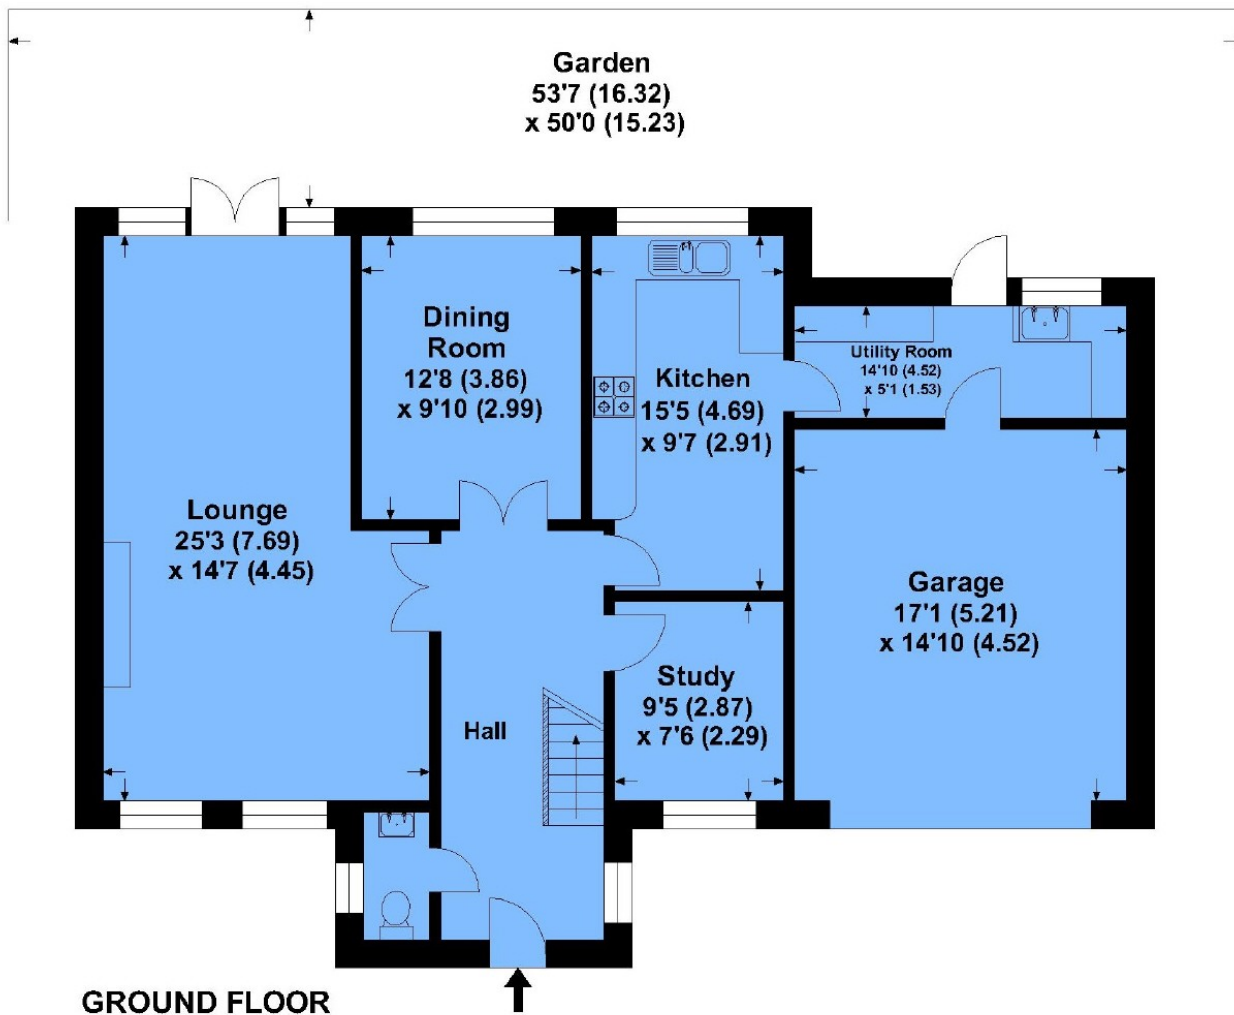 Garden
53'7 (16.32)
x 50'0 (15.23)
Dining
Room
12'8 (3.86)
x 9'10 (2.99)
Kitchen
15'5 (4.69)
x 9'7 (2.91)
Utility Room
14'10 (4.52)
x 5'1 (1.53)
Lounge
25'3 (7.69)
x 14'7 (4.45)
Garage
17'1 (5.21)
x 14'10 (4.52)
Study
9'5 (2.87)
x 7'6 (2.29)
Hall
GROUND FLOOR